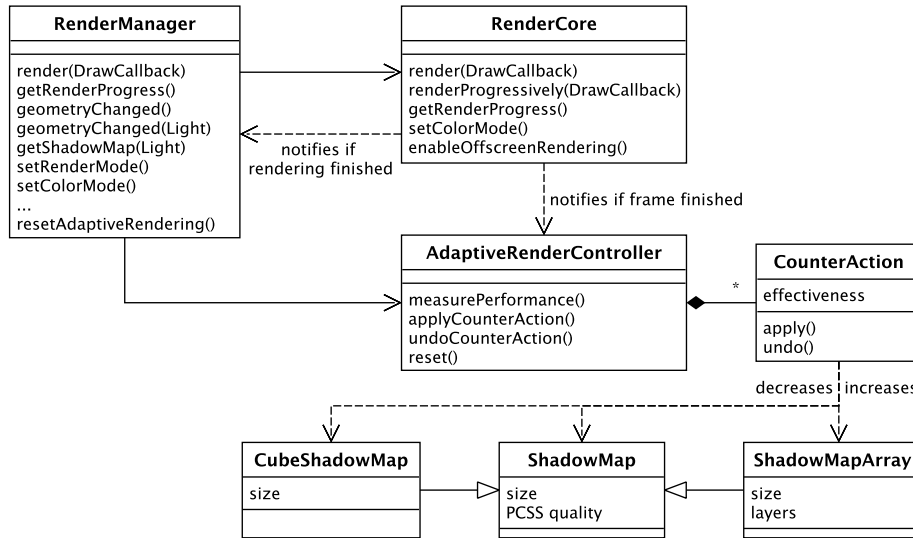 RenderManager
render(DrawCallback)
getRenderProgress()
geometryChanged()
geometryChanged(Light)
getShadowMap(Light)
setRenderMode()
setColorMode()
...
resetAdaptiveRendering()
RenderCore
render(DrawCallback)
renderProgressively(DrawCallback)
getRenderProgress()
setColorMode()
enableOffscreenRendering()
notifies if
rendering finished
notifies if frame finished
AdaptiveRenderController
measurePerformance()
applyCounterAction()
undoCounterAction()
reset()
*
CounterAction
effectiveness
apply()
undo()
decreases
increases
CubeShadowMap
size
ShadowMap
size
PCSS quality
ShadowMapArray
size
layers